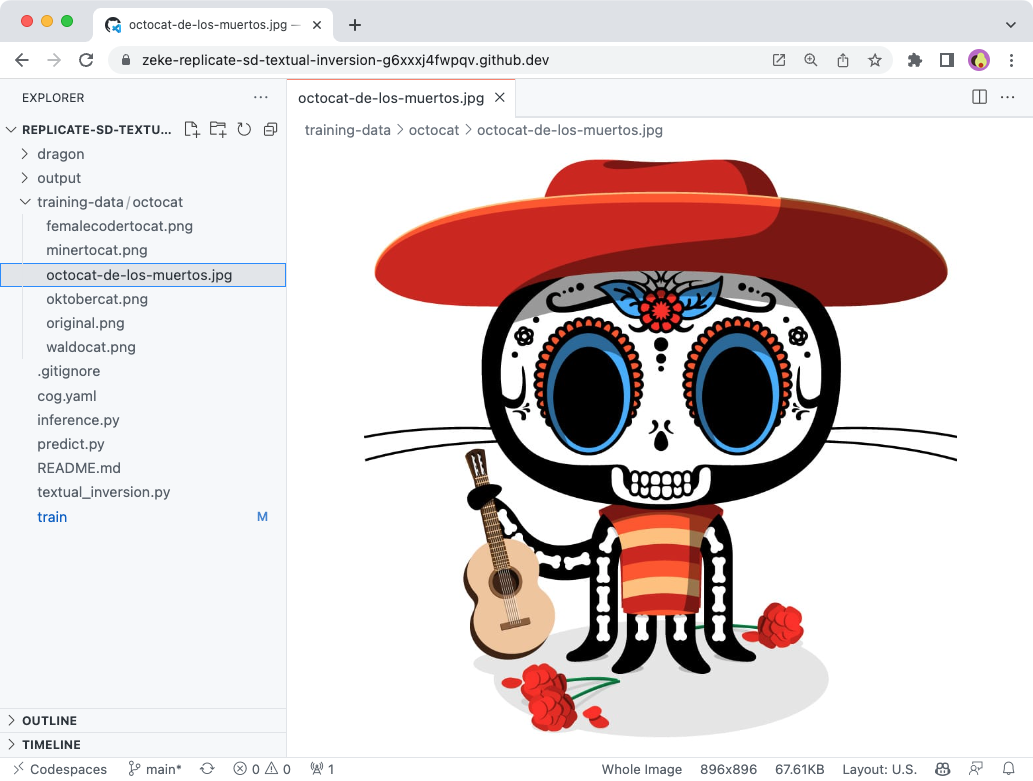 octocat-de-los-muertos.jpg —
zeke-replicate-sd-textual-inversion-g6xxxj4fwpqv.github.dev
EXPLORER
REPLICATE-SD-TEXTU...
dragon
output
training-data/octocat
femalecodertocat.png
minertocat.png
octocat-de-los-muertos.jpg
oktobercat.png
original.png
waldocat.png
.gitignore
cog.yaml
inference.py
predict.py
README.md
textual_inversion.py
train M
OUTLINE
TIMELINE
octocat-de-los-muertos.jpg
training-data > octocat > octocat-de-los-muertos.jpg
Codespaces main* 0 0 1 Whole Image 896x896 67.61KB Layout: U.S.